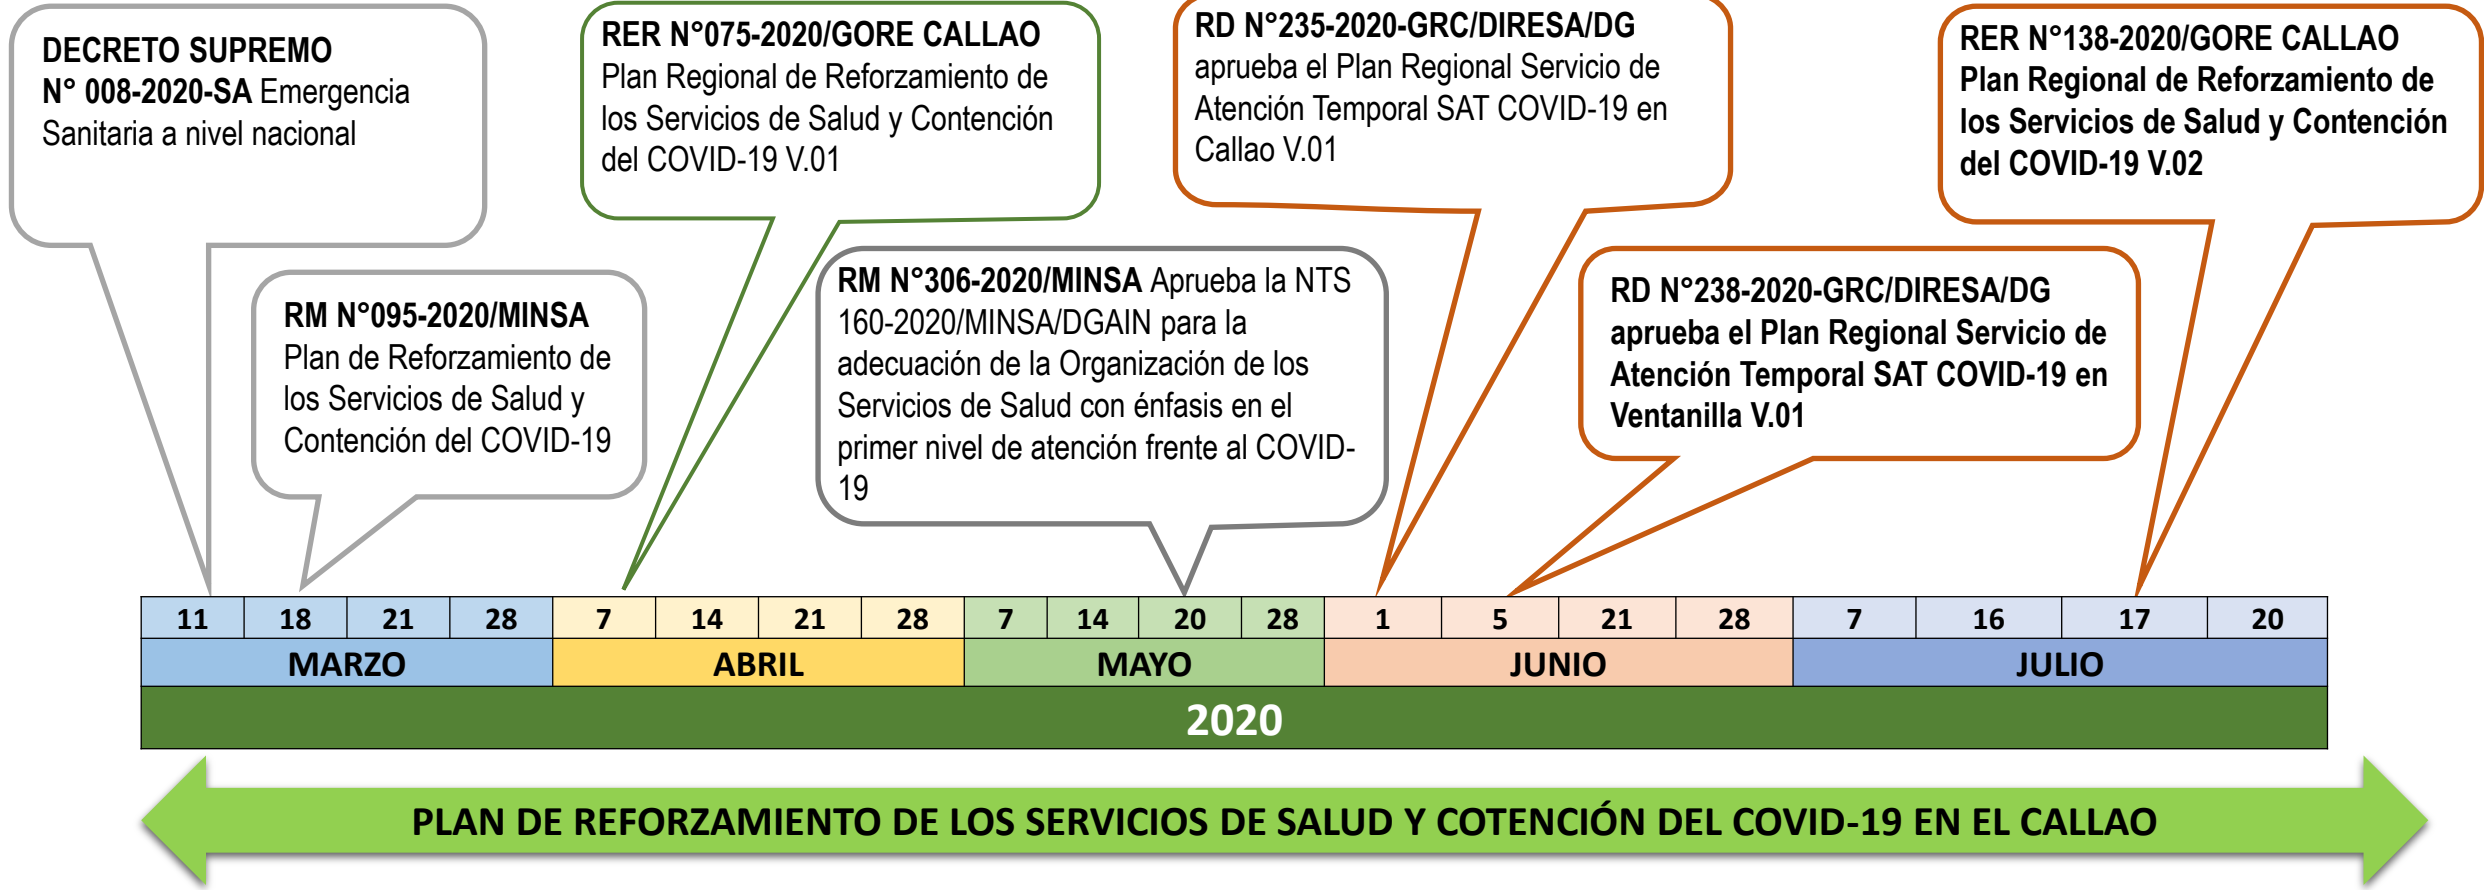 DECRETO SUPREMO
N° 008-2020-SA Emergencia
Sanitaria a nivel nacional
RER N°075-2020/GORE CALLAO
Plan Regional de Reforzamiento de
los Servicios de Salud y Contención
del COVID-19 V.01
RD N°235-2020-GRC/DIRESA/DG
aprueba el Plan Regional Servicio de
Atención Temporal SAT COVID-19 en
Callao V.01
RER N°138-2020/GORE CALLAO
Plan Regional de Reforzamiento de
los Servicios de Salud y Contención
del COVID-19 V.02
RM N°095-2020/MINSA
Plan de Reforzamiento de
los Servicios de Salud y
Contención del COVID-19
RM N°306-2020/MINSA Aprueba la NTS
160-2020/MINSA/DGAIN para la
adecuación de la Organización de los
Servicios de Salud con énfasis en el
primer nivel de atención frente al COVID-
19
RD N°238-2020-GRC/DIRESA/DG
aprueba el Plan Regional Servicio de
Atención Temporal SAT COVID-19 en
Ventanilla V.01
11 18 21 28 7 14 21 28 7 14 20 28 1 5 21 28 7 16 17 20
MARZO ABRIL MAYO JUNIO JULIO
2020
PLAN DE REFORZAMIENTO DE LOS SERVICIOS DE SALUD Y COTENCIÓN DEL COVID-19 EN EL CALLAO